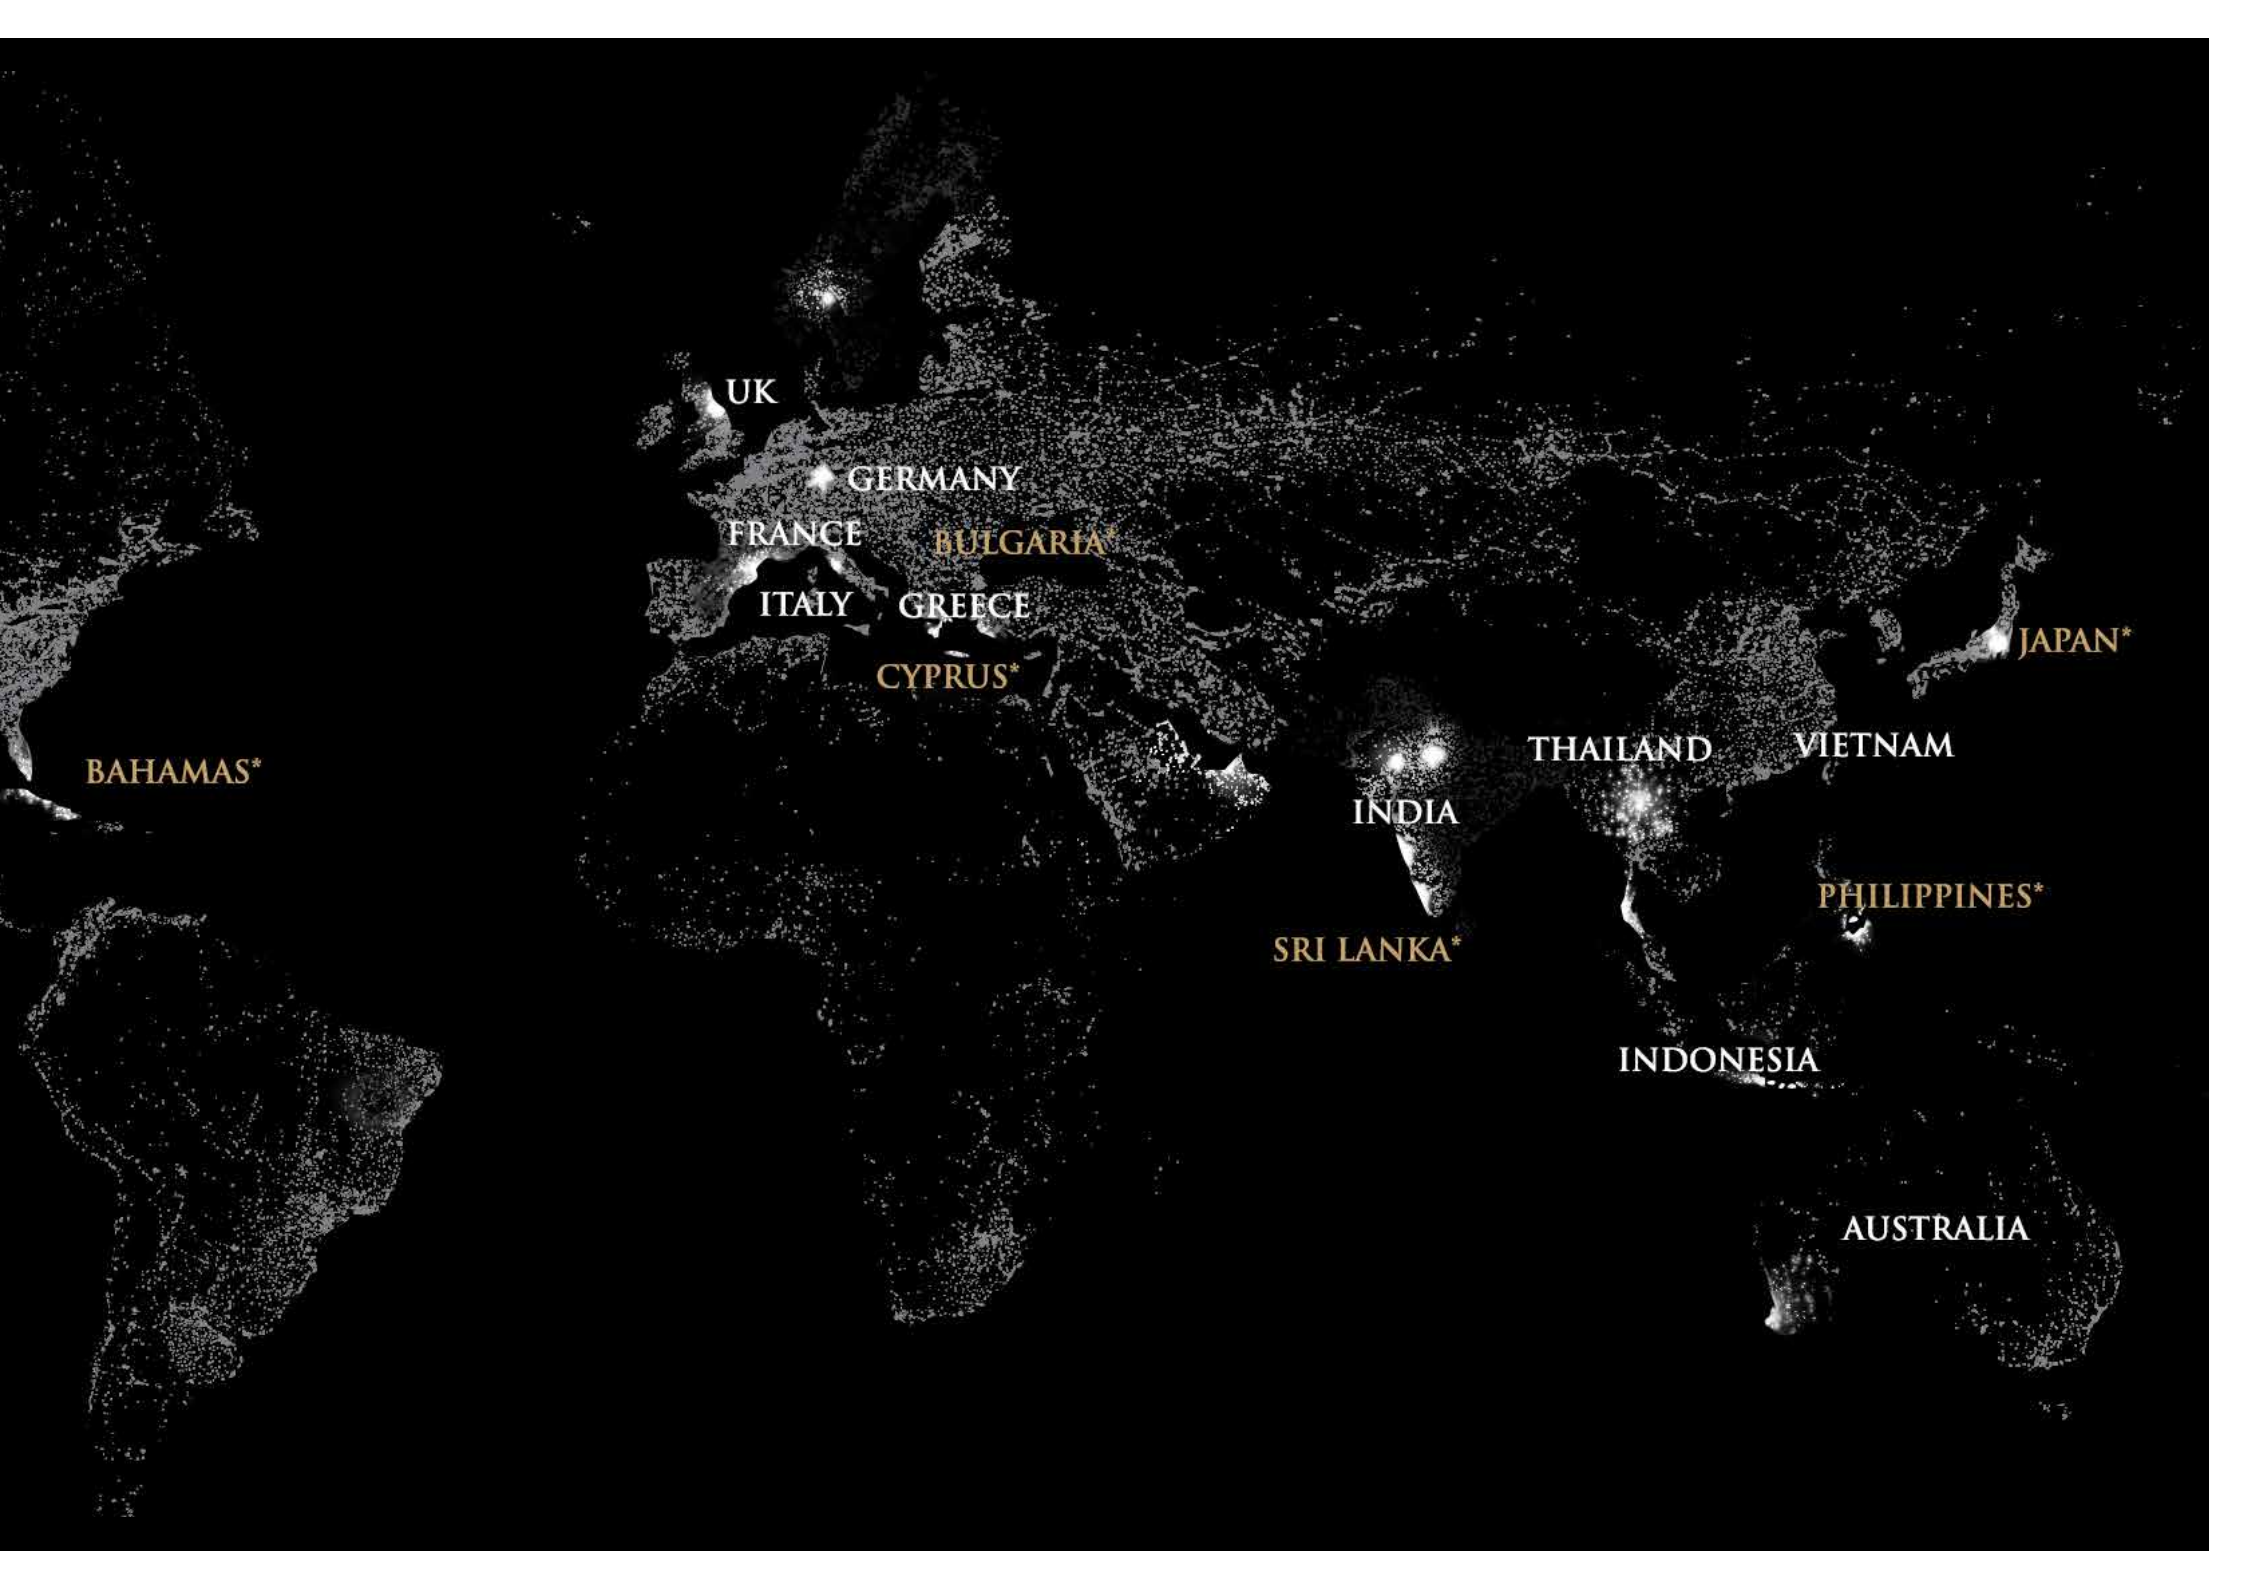 UK
GERMANY
FRANCE
BULGARIA*
ITALY
GREECE
JAPAN*
CYPRUS*
THAILAND
VIETNAM
BAHAMAS*
INDIA
PHILIPPINES*
SRI LANKA*
INDONESIA
AUSTRALIA